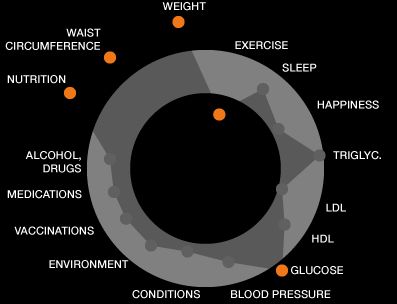 WEIGHT
WAIST
CIRCUMFERENCE
NUTRITION
EXERCISE
SLEEP
HAPPINESS
TRIGLYC.
LDL
HDL
GLUCOSE
BLOOD PRESSURE
CONDITIONS
ENVIRONMENT
VACCINATIONS
MEDICATIONS
ALCOHOL,
DRUGS